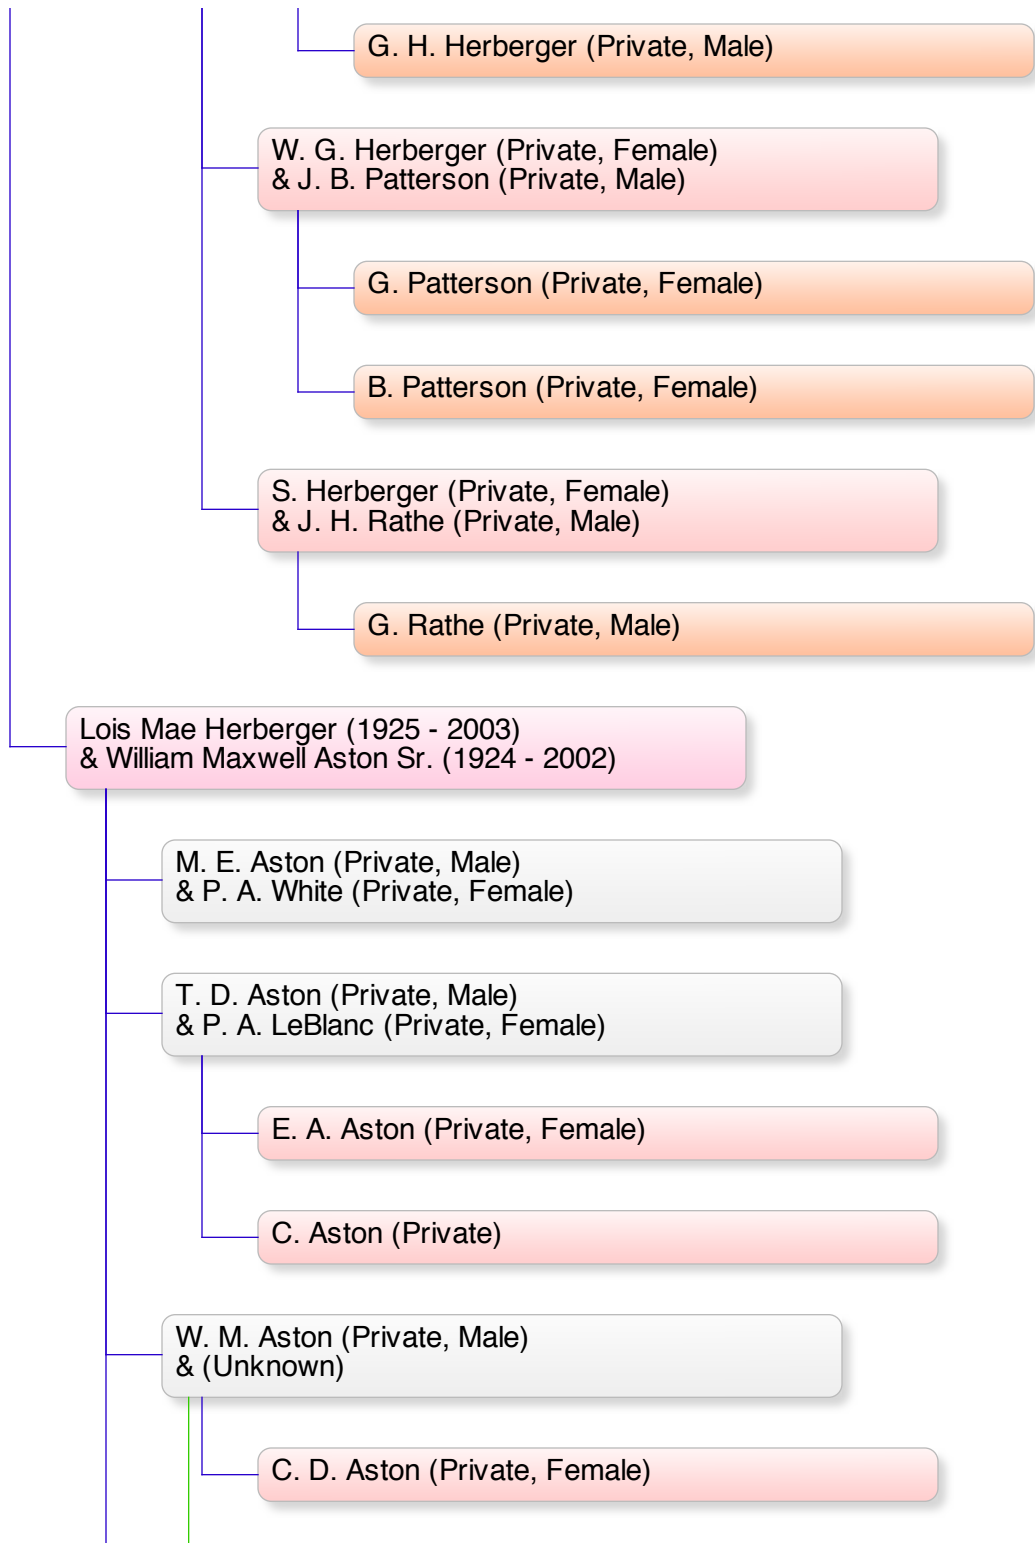 G. H. Herberger (Private, Male)
W. G. Herberger (Private, Female)
& J. B. Patterson (Private, Male)
G. Patterson (Private, Female)
B. Patterson (Private, Female)
S. Herberger (Private, Female)
& J. H. Rathe (Private, Male)
G. Rathe (Private, Male)
Lois Mae Herberger (1925 - 2003)
& William Maxwell Aston Sr. (1924 - 2002)
M. E. Aston (Private, Male)
& P. A. White (Private, Female)
T. D. Aston (Private, Male)
& P. A. LeBlanc (Private, Female)
E. A. Aston (Private, Female)
C. Aston (Private)
W. M. Aston (Private, Male)
& (Unknown)
C. D. Aston (Private, Female)